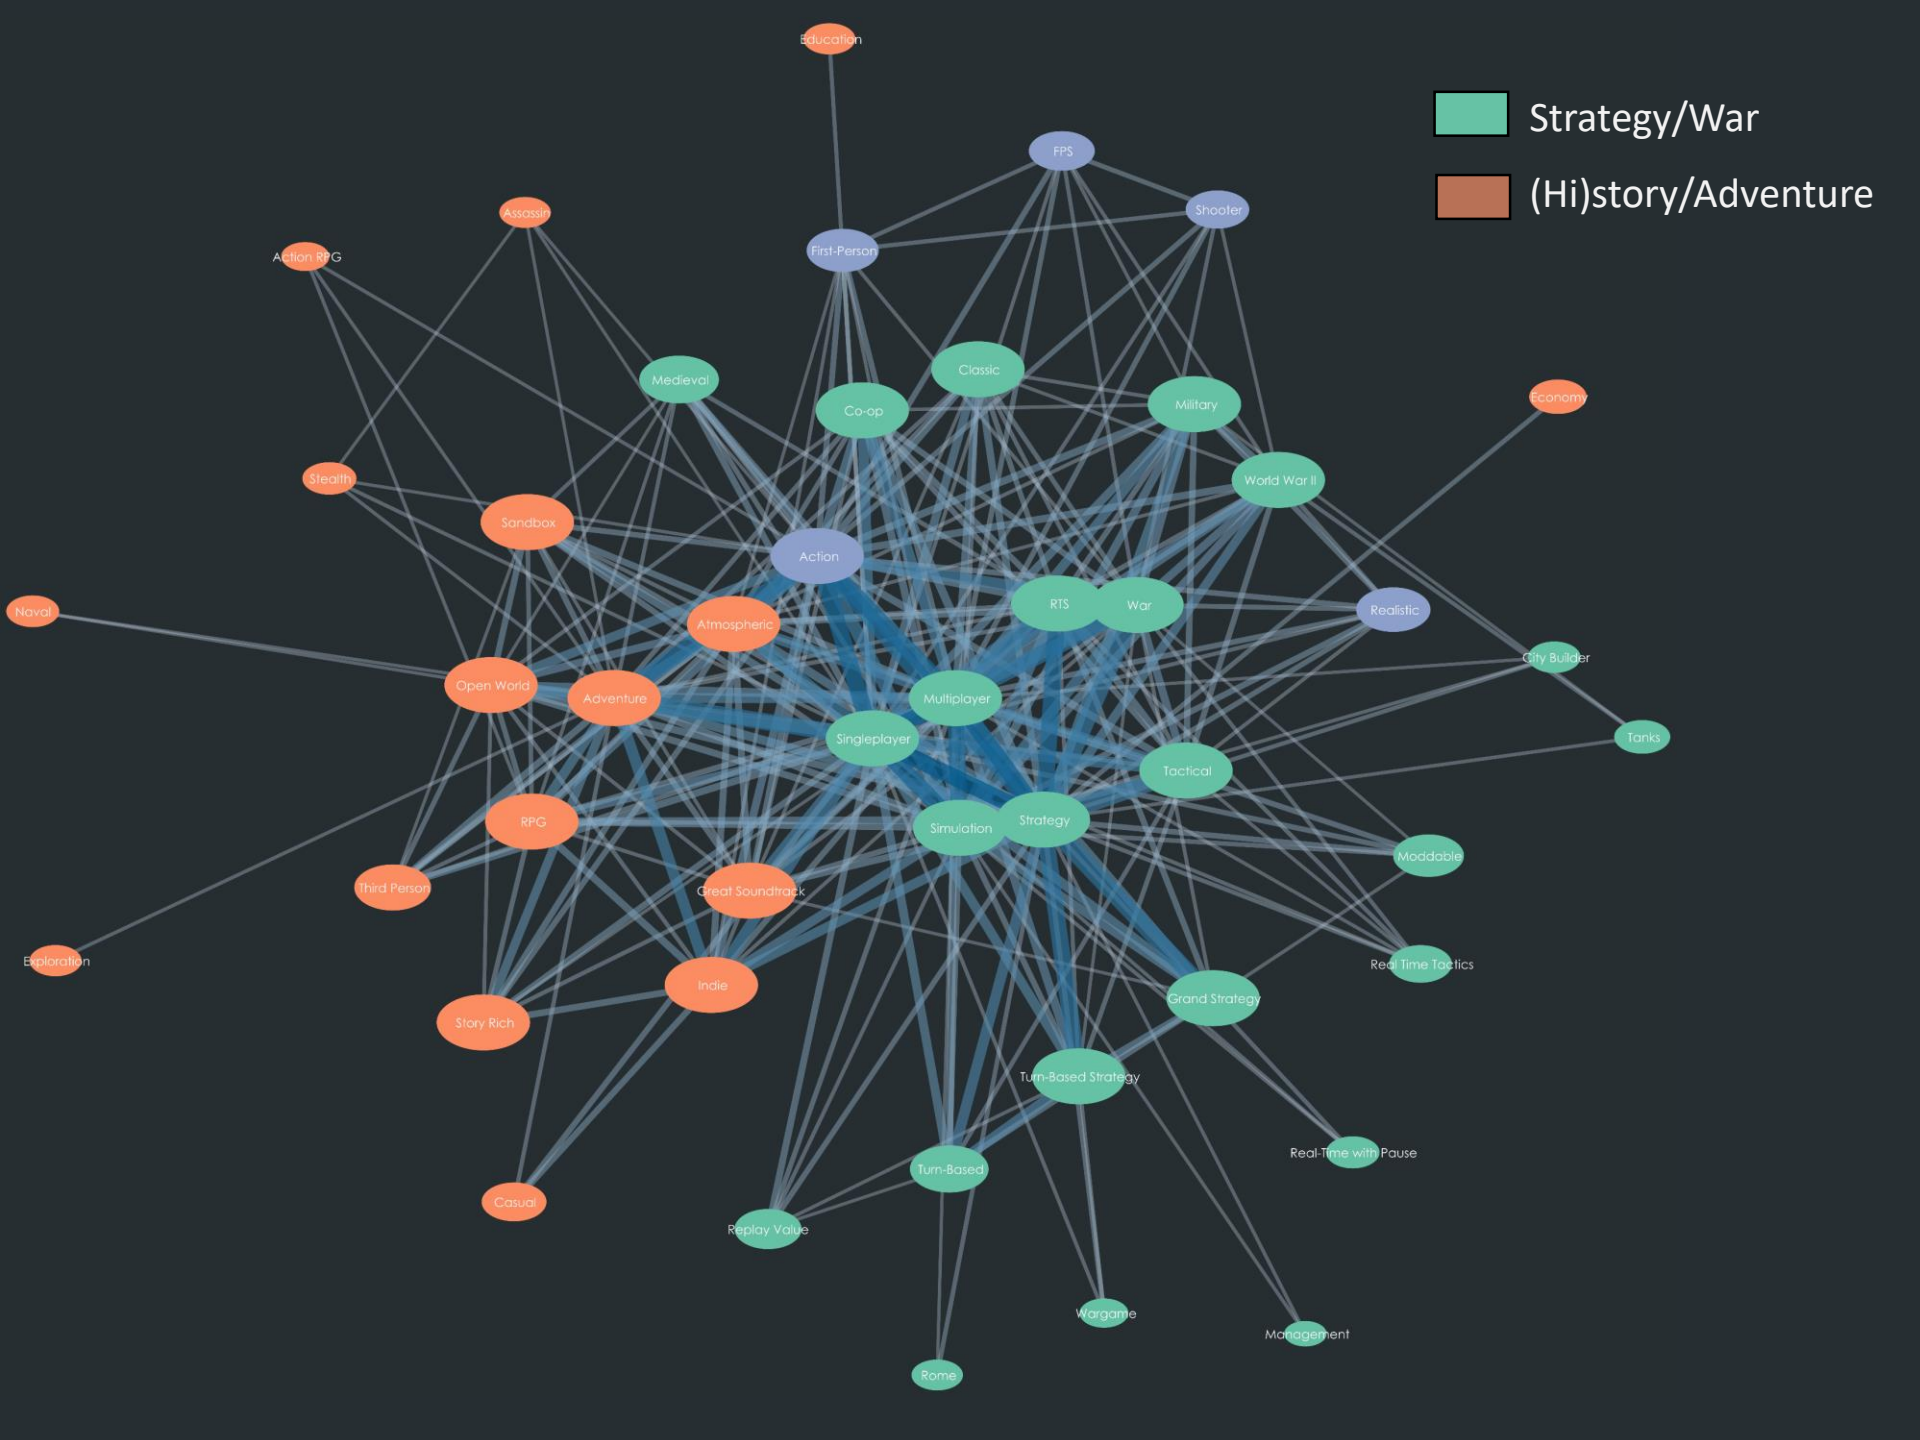 Education
Strategy/War
FPS
(Hi)story/Adventure
Shooter
Assassin
First-Person
Action RPG
Classic
Medieval
Economy
Military
Co-op
Stealth
World War II
Sandbox
Action
RTS
War
Realistic
Naval
Atmospheric
City Builder
Open World
Adventure
Multiplayer
Tanks
Singleplayer
Tactical
Strategy
RPG
Simulation
Moddable
Third Person
Great Soundtrack
Exploration
Real Time Tactics
Indie
Grand Strategy
Story Rich
Turn-Based Strategy
Real-Time with Pause
Turn-Based
Casual
Replay Value
Wargame
Management
Rome